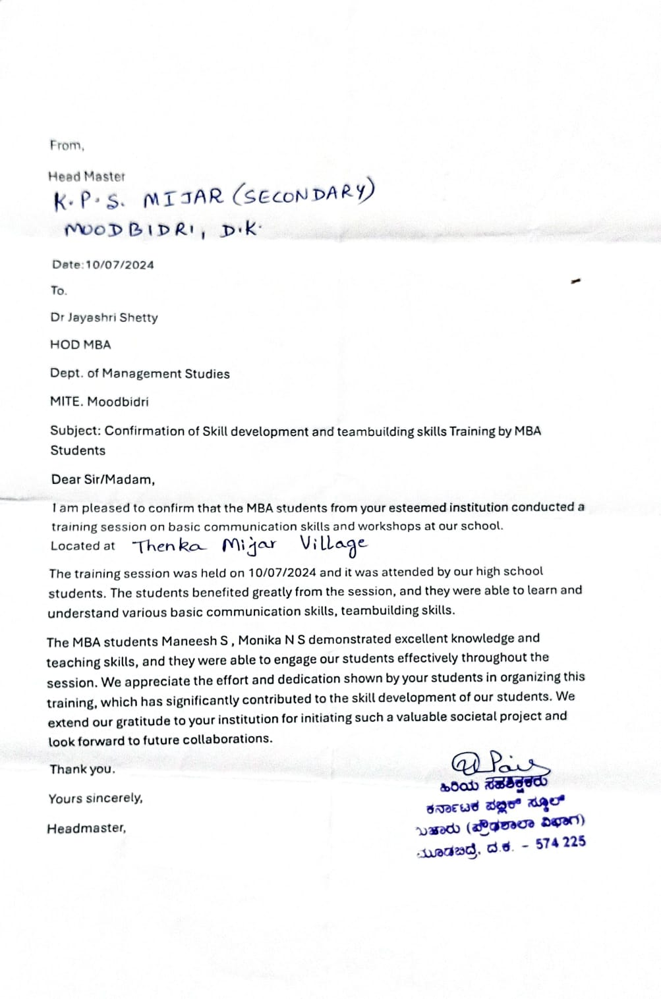 From,
Head Master
K.P.S. MIJAR (SECONDARY)
MOODBIDRI, D.K.
Date:10/07/2024
To.
Dr Jayashri Shetty
HOD MBA
Dept. of Management Studies
MITE. Moodbidri
Subject: Confirmation of Skill development and teambuilding skills Training by MBA
Students
Dear Sir/Madam,
I am pleased to confirm that the MBA students from your esteemed institution conducted a
training session on basic communication skills and workshops at our school.
Located at Thenka Mijar Village
The training session was held on 10/07/2024 and it was attended by our high school
students. The students benefited greatly from the session, and they were able to learn and
understand various basic communication skills, teambuilding skills.
The MBA students Maneesh S , Monika N S demonstrated excellent knowledge and
teaching skills, and they were able to engage our students effectively throughout the
session. We appreciate the effort and dedication shown by your students in organizing this
training, which has significantly contributed to the skill development of our students. We
extend our gratitude to your institution for initiating such a valuable societal project and
look forward to future collaborations.
Thank you.
Yours sincerely,
Headmaster,
ಹಿರಿಯ ಸಹಶಿಕ್ಷಕರು
ಕರ್ನಾಟಕ ಪಬ್ಲಿಕ್ ಸ್ಕೂಲ್
(ಪ್ರೌಢಶಾಲಾ ವಿಭಾಗ)
ಮೂಡಬಿದ್ರೆ, ದ.ಕ. - 574 225